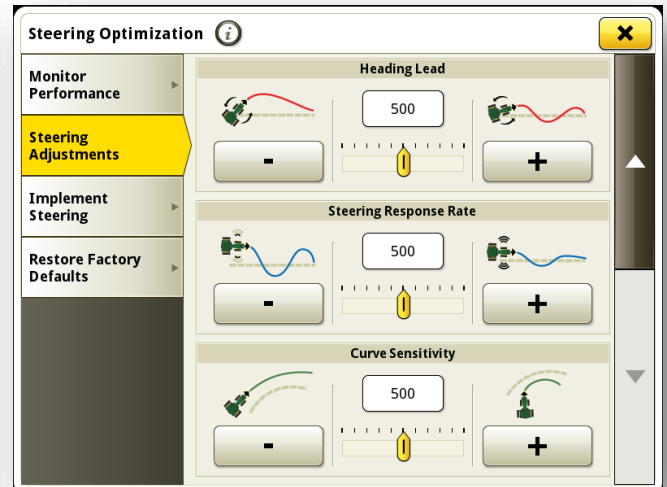 Steering Optimization i
Monitor
Performance
Steering
Adjustments
Implement
Steering
Restore Factory
Defaults
Heading Lead
500
-
+
Steering Response Rate
500
-
+
Curve Sensitivity
500
-
+